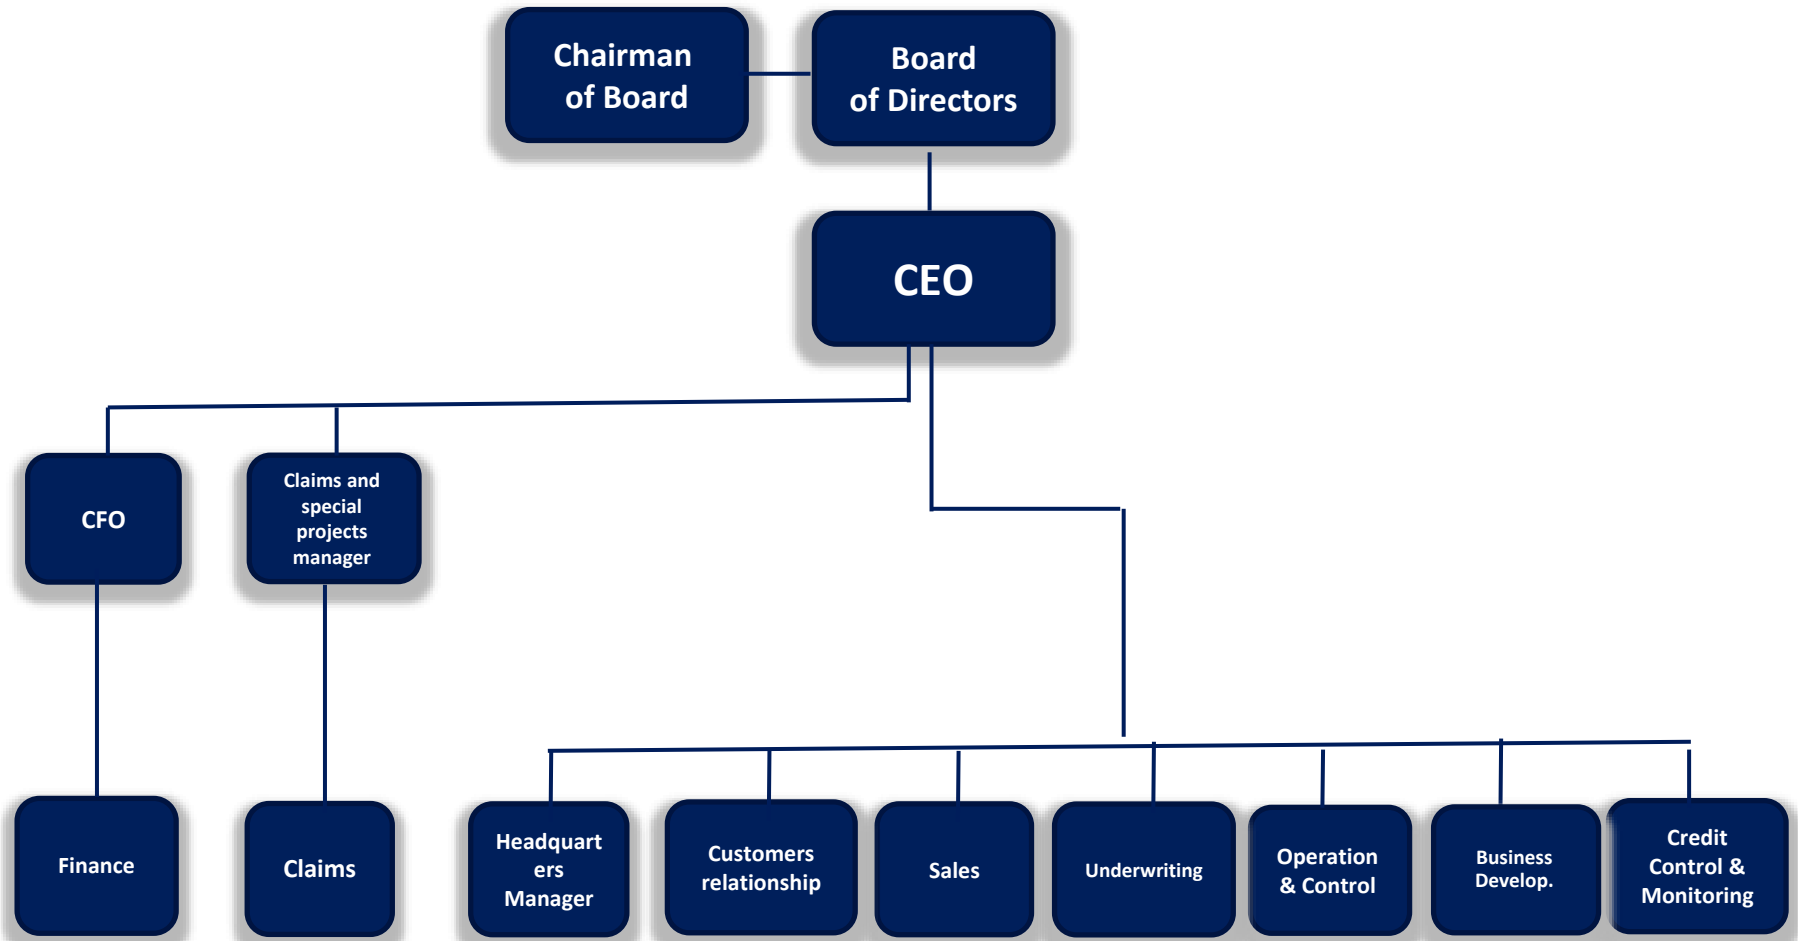 Chairman
of Board
Board
of Directors
CEO
CFO
Claims and
special
projects
manager
Finance
Claims
Headquart
ers
Manager
Customers
relationship
Sales
Underwriting
Operation
& Control
Business
Develop.
Credit
Control &
Monitoring